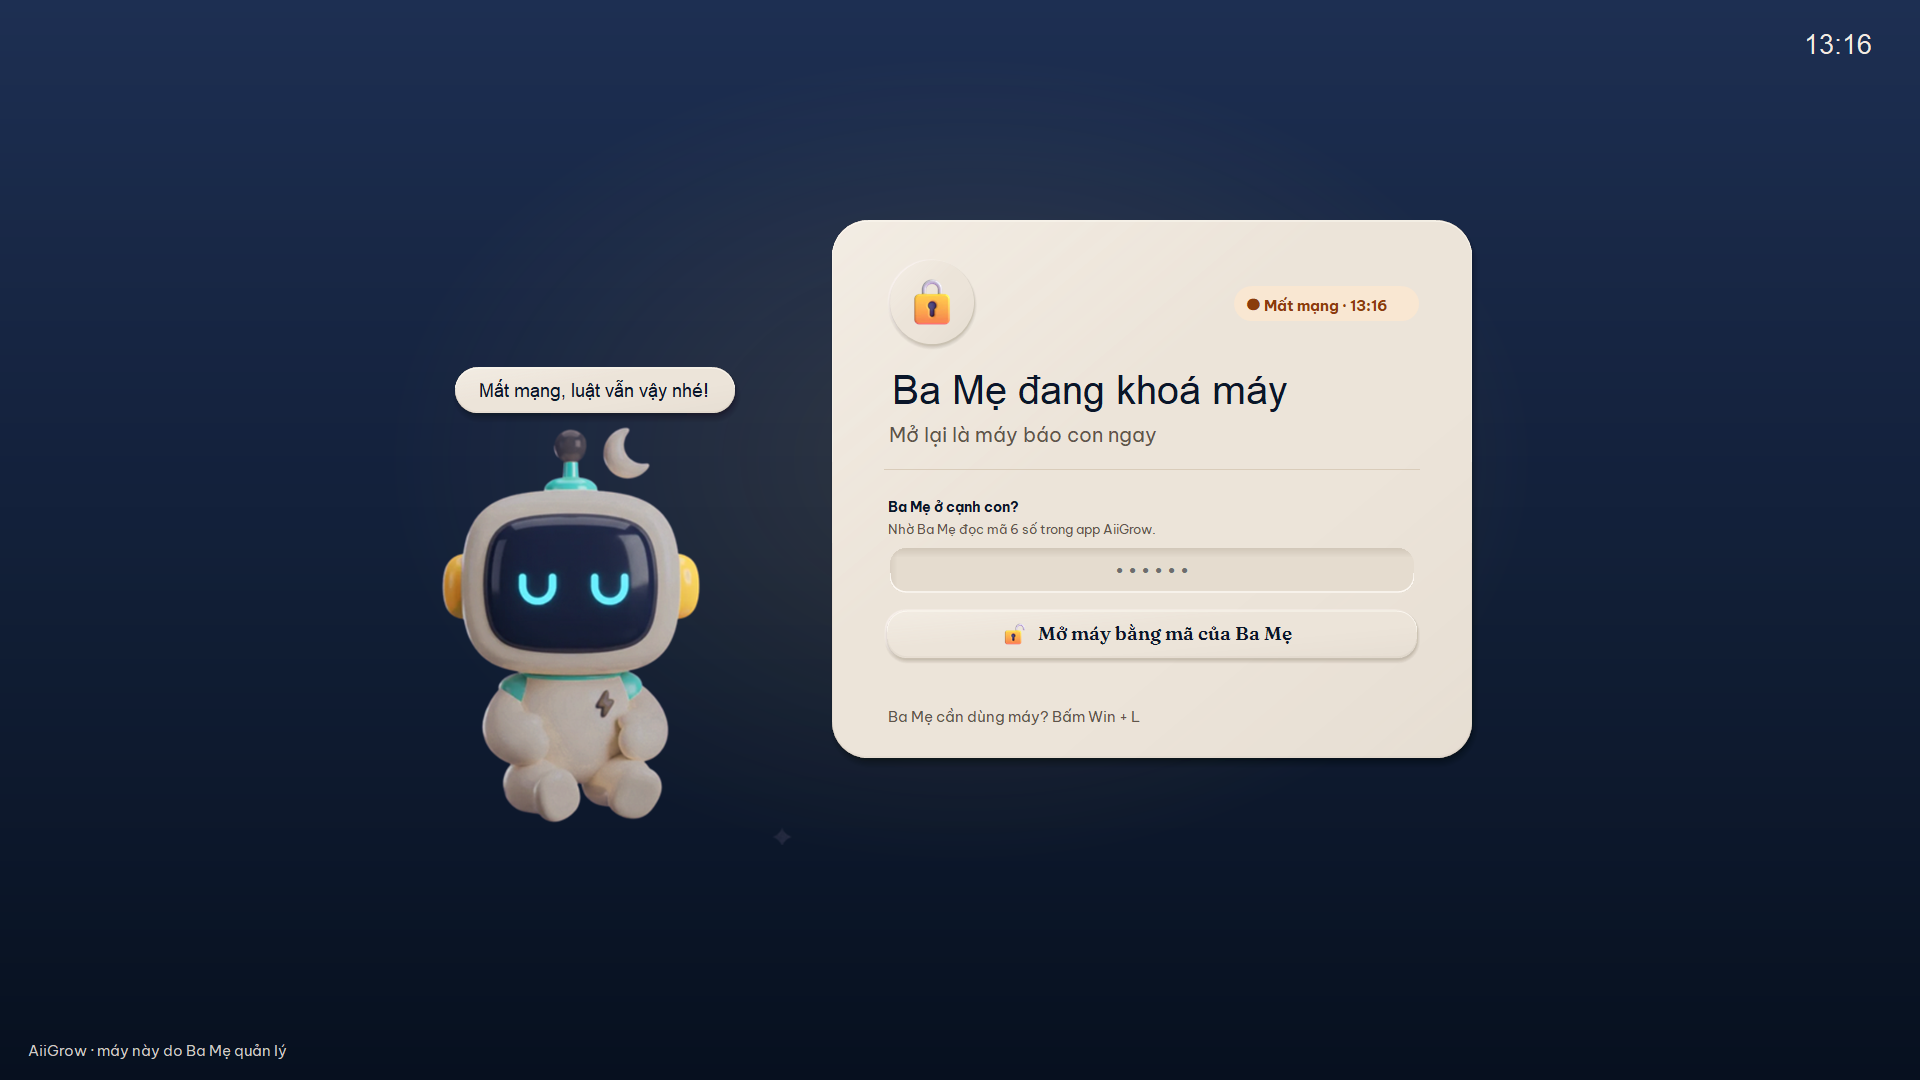 13:16
Mất mạng · 13:16
Mất mạng, luật vẫn vậy nhé!
Ba Mẹ đang khoá máy
Mở lại là máy báo con ngay
Ba Mẹ ở cạnh con?
Nhờ Ba Mẹ đọc mã 6 số trong app AiiGrow.
••••••
Mở máy bằng mã của Ba Mẹ
Ba Mẹ cần dùng máy? Bấm Win + L
AiiGrow · máy này do Ba Mẹ quản lý